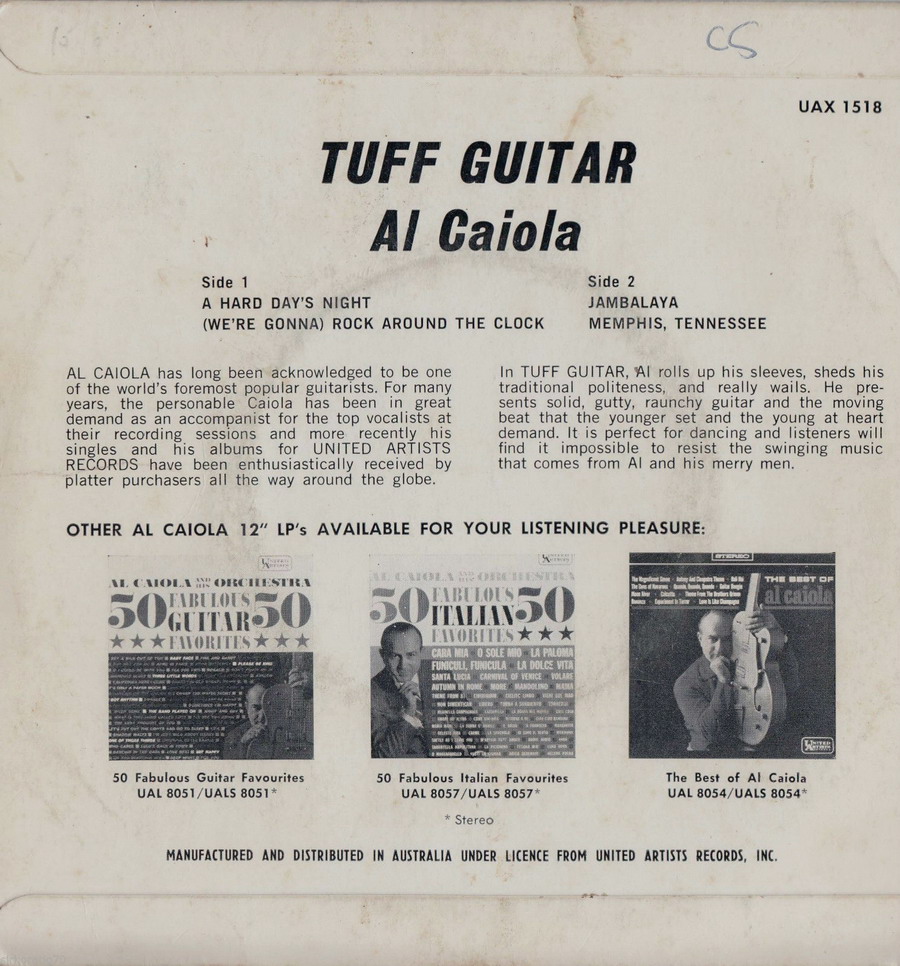 CS
UAX 1518
TUFF GUITAR
Al Caiola
Side 1
A HARD DAY'S NIGHT
(WE'RE GONNA) ROCK AROUND THE CLOCK
Side 2
JAMBALAYA
MEMPHIS, TENNESSEE
AL CAIOLA has long been acknowledged to be one
of the world's foremost popular guitarists. For many
years, the personable Caiola has been in great
demand as an accompanist for the top vocalists at
their recording sessions and more recently his
singles and his albums for UNITED ARTISTS
RECORDS have been enthusiastically received by
platter purchasers all the way around the globe.
In TUFF GUITAR, Al rolls up his sleeves, sheds his
traditional politeness, and really wails. He pre-
sents solid, gutty, raunchy guitar and the moving
beat that the younger set and the young at heart
demand. It is perfect for dancing and listeners will
find it impossible to resist the swinging music
that comes from Al and his merry men.
OTHER AL CAIOLA 12" LP's AVAILABLE FOR YOUR LISTENING PLEASURE:
UNITED ARTISTS
AL CAIOLA AND HIS ORCHESTRA
50 FABULOUS 50
GUITAR
FAVORITES
UNITED ARTISTS
AL CAIOLA AND HIS ORCHESTRA
50 FABULOUS 50
ITALIAN
FAVORITES
CARA MIA O SOLE MIO LA PALOMA
FUNICULI, FUNICULA LA DOLCE VITA
SANTA LUCIA CARNIVAL OF VENICE VOLARE
AUTUMN IN ROME MORE MANDOLINO
STEREO
THE BEST OF
al caiola
UNITED ARTISTS
50 Fabulous Guitar Favourites
UAL 8051/UALS 8051*
50 Fabulous Italian Favourites
UAL 8057/UALS 8057*
The Best of Al Caiola
UAL 8054/UALS 8054*
* Stereo
MANUFACTURED AND DISTRIBUTED IN AUSTRALIA UNDER LICENCE FROM UNITED ARTISTS RECORDS, INC.